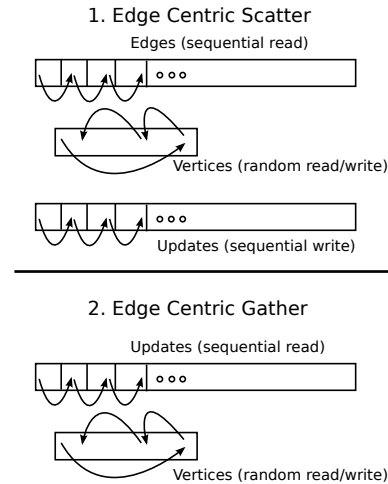 1. Edge Centric Scatter
Edges (sequential read)
Vertices (random read/write)
Updates (sequential write)
2. Edge Centric Gather
Updates (sequential read)
Vertices (random read/write)